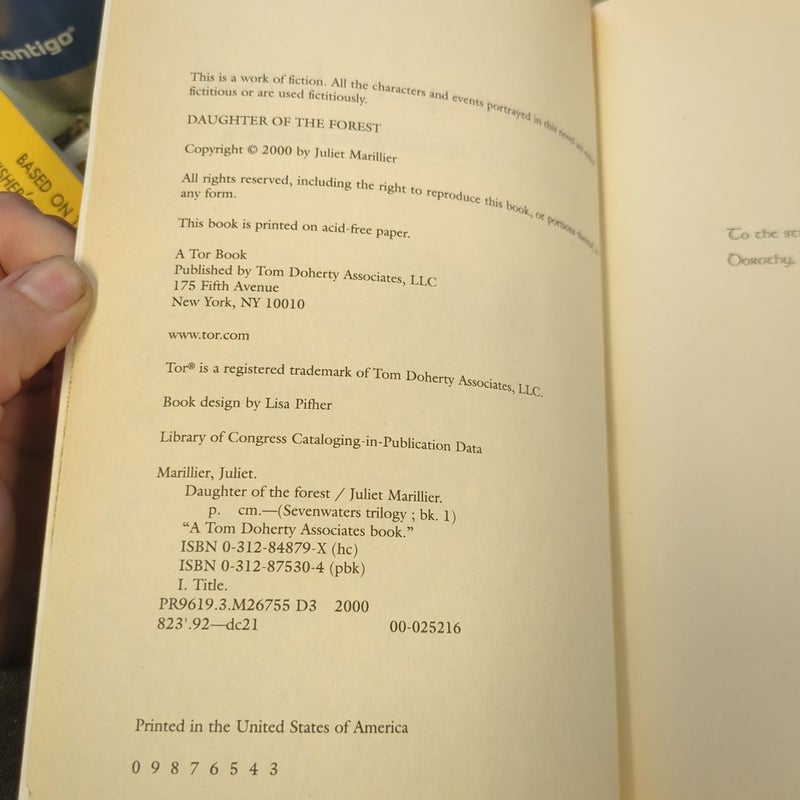 ontigo®
BASED ON
This is a work of fiction. All the characters and events portrayed in this
fictitious or are used fictitiously.
DAUGHTER OF THE FOREST
Copyright © 2000 by Juliet Marillier
All rights reserved, including the right to reproduce this book, or portions
any form.
This book is printed on acid-free paper.
A Tor Book
Published by Tom Doherty Associates, LLC
175 Fifth Avenue
New York, NY 10010
www.tor.com
Tor® is a registered trademark of Tom Doherty Associates, LLC.
Book design by Lisa Pifher
Library of Congress Cataloging-in-Publication Data
Marillier, Juliet.
Daughter of the forest / Juliet Marillier.
p. cm.—(Sevenwaters trilogy ; bk. 1)
“A Tom Doherty Associates book.”
ISBN 0-312-84879-X (hc)
ISBN 0-312-87530-4 (pbk)
I. Title.
PR9619.3.M26755 D3 2000
823'.92—dc21 00-025216
Printed in the United States of America
0 9 8 7 6 5 4 3
To the
Dorothy,